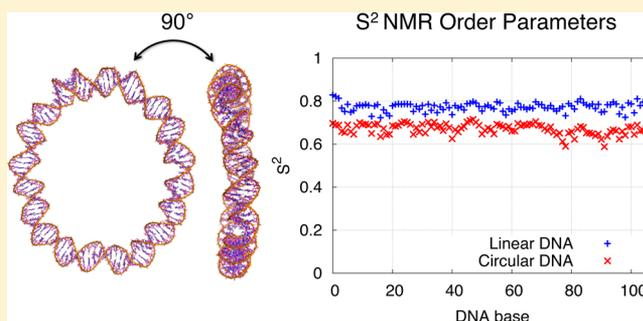 90°
S² NMR Order Parameters
1
0.8
0.6
0.4
0.2
0
S²
Linear DNA +
Circular DNA ×
0 20 40 60 80 100
DNA base